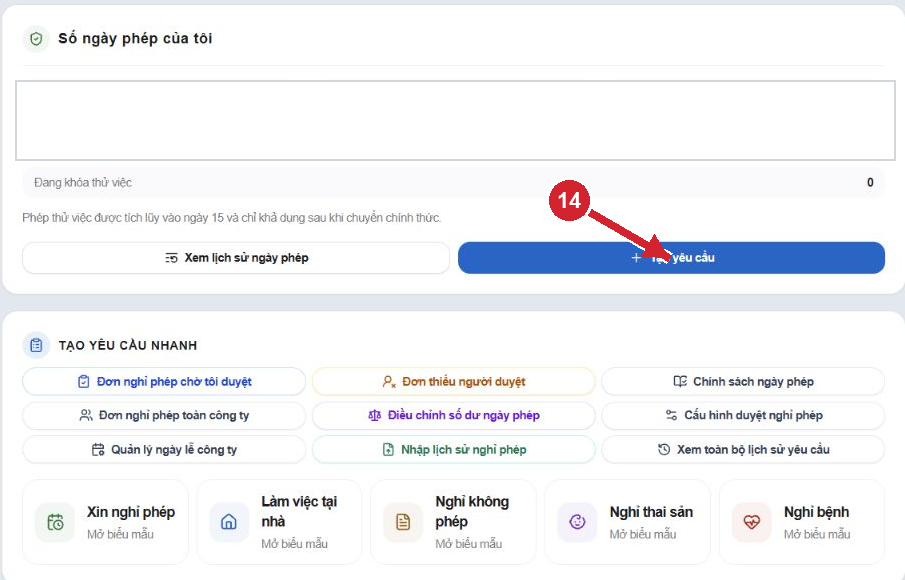 Số ngày phép của tôi
Đang khóa thử việc 0
Phép thử việc được tích lũy vào ngày 15 và chỉ khả dụng sau khi chuyển chính thức.
14
Xem lịch sử ngày phép
+ yêu cầu
TẠO YÊU CẦU NHANH
Đơn nghỉ phép chờ tôi duyệt
Đơn thiếu người duyệt
Chính sách ngày phép
Đơn nghỉ phép toàn công ty
Điều chỉnh số dư ngày phép
Cấu hình duyệt nghỉ phép
Quản lý ngày lễ công ty
Nhập lịch sử nghỉ phép
Xem toàn bộ lịch sử yêu cầu
Xin nghỉ phép
Mở biểu mẫu
Làm việc tại
nhà
Mở biểu mẫu
Nghỉ không
phép
Mở biểu mẫu
Nghỉ thai sản
Mở biểu mẫu
Nghỉ bệnh
Mở biểu mẫu